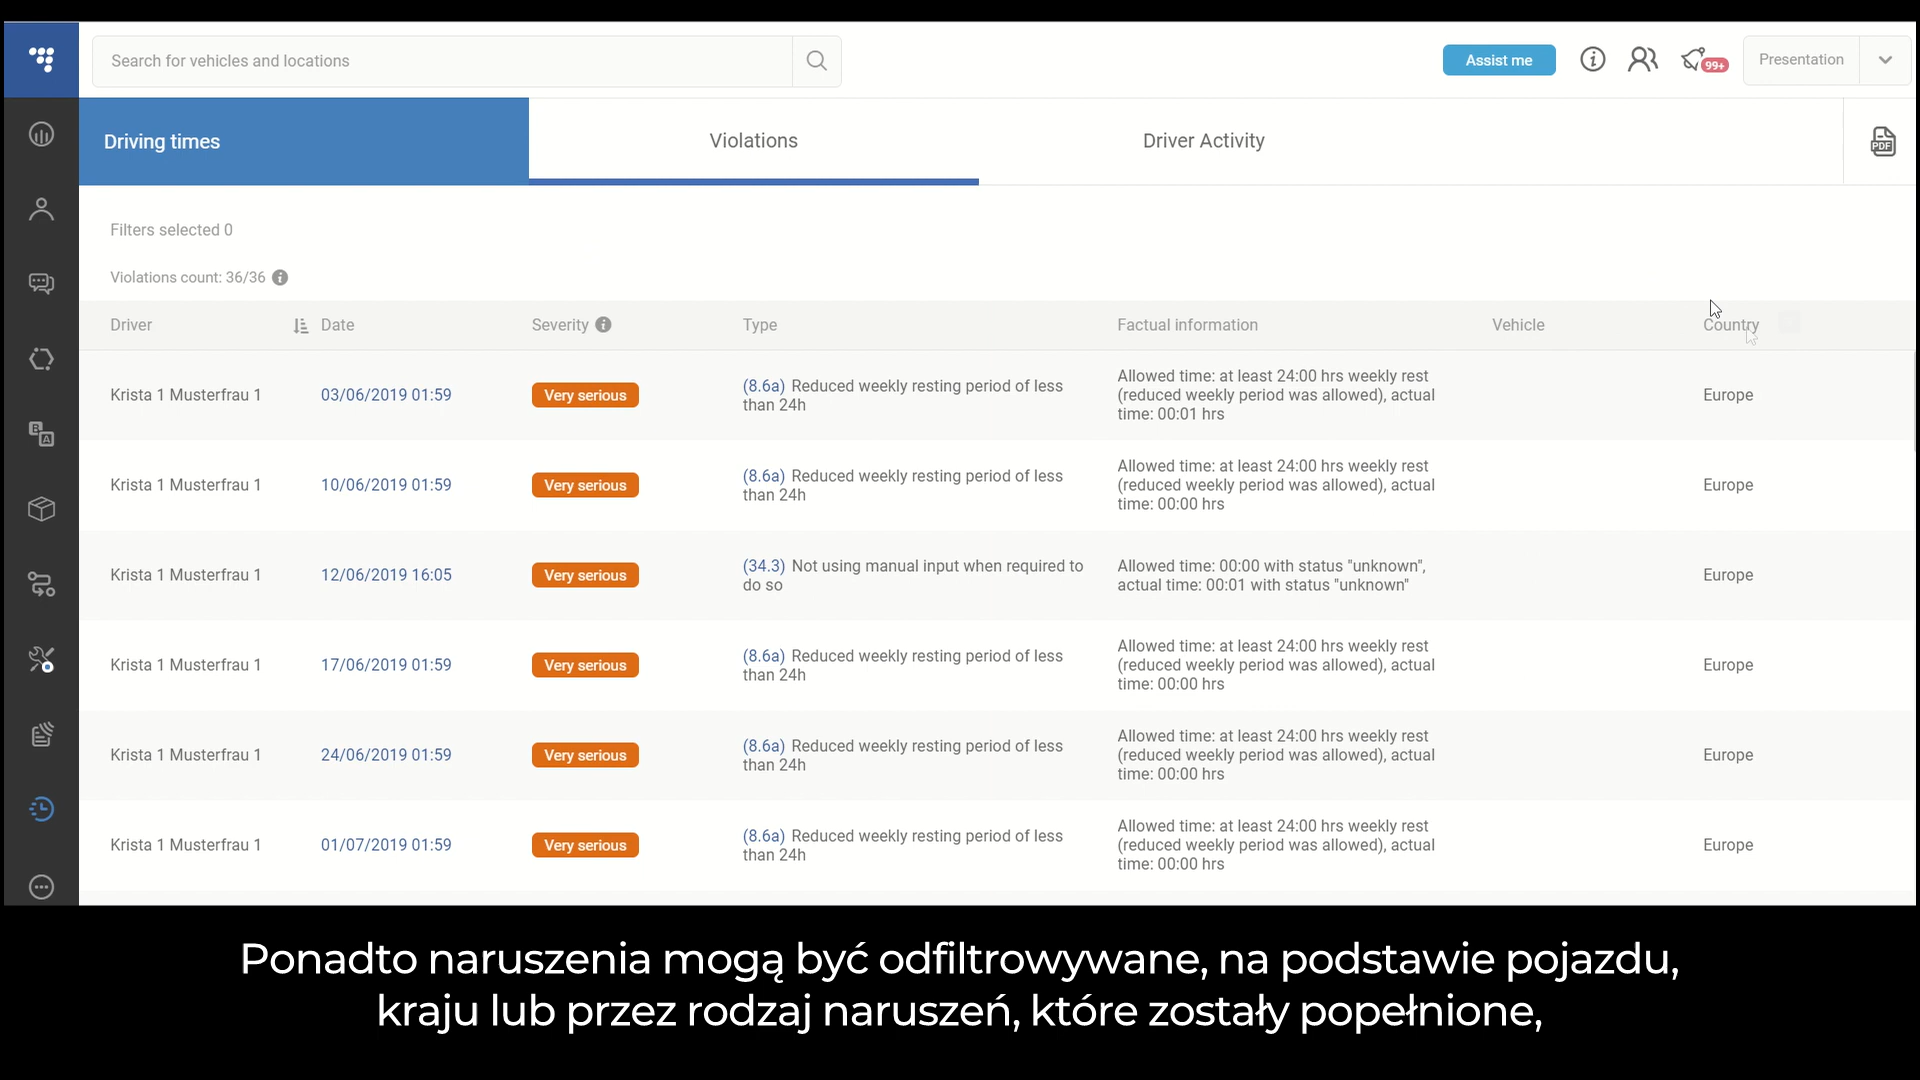 Search for vehicles and locations
Assist me
99+
Presentation
Driving times
Violations
Driver Activity
PDF
Filters selected 0
Violations count: 36/36
Driver
Date
Severity
Type
Factual information
Vehicle
Country
Krista 1 Musterfrau 1
03/06/2019 01:59
Very serious
(8.6a) Reduced weekly resting period of less
than 24h
Allowed time: at least 24:00 hrs weekly rest
(reduced weekly period was allowed), actual
time: 00:01 hrs
Europe
Krista 1 Musterfrau 1
10/06/2019 01:59
Very serious
(8.6a) Reduced weekly resting period of less
than 24h
Allowed time: at least 24:00 hrs weekly rest
(reduced weekly period was allowed), actual
time: 00:00 hrs
Europe
Krista 1 Musterfrau 1
12/06/2019 16:05
Very serious
(34.3) Not using manual input when required to
do so
Allowed time: 00:00 with status "unknown",
actual time: 00:01 with status "unknown"
Europe
Krista 1 Musterfrau 1
17/06/2019 01:59
Very serious
(8.6a) Reduced weekly resting period of less
than 24h
Allowed time: at least 24:00 hrs weekly rest
(reduced weekly period was allowed), actual
time: 00:00 hrs
Europe
Krista 1 Musterfrau 1
24/06/2019 01:59
Very serious
(8.6a) Reduced weekly resting period of less
than 24h
Allowed time: at least 24:00 hrs weekly rest
(reduced weekly period was allowed), actual
time: 00:00 hrs
Europe
Krista 1 Musterfrau 1
01/07/2019 01:59
Very serious
(8.6a) Reduced weekly resting period of less
than 24h
Allowed time: at least 24:00 hrs weekly rest
(reduced weekly period was allowed), actual
time: 00:00 hrs
Europe
Ponadto naruszenia mogą być odfiltrowywane, na podstawie pojazdu,
kraju lub przez rodzaj naruszeń, które zostały popełnione,